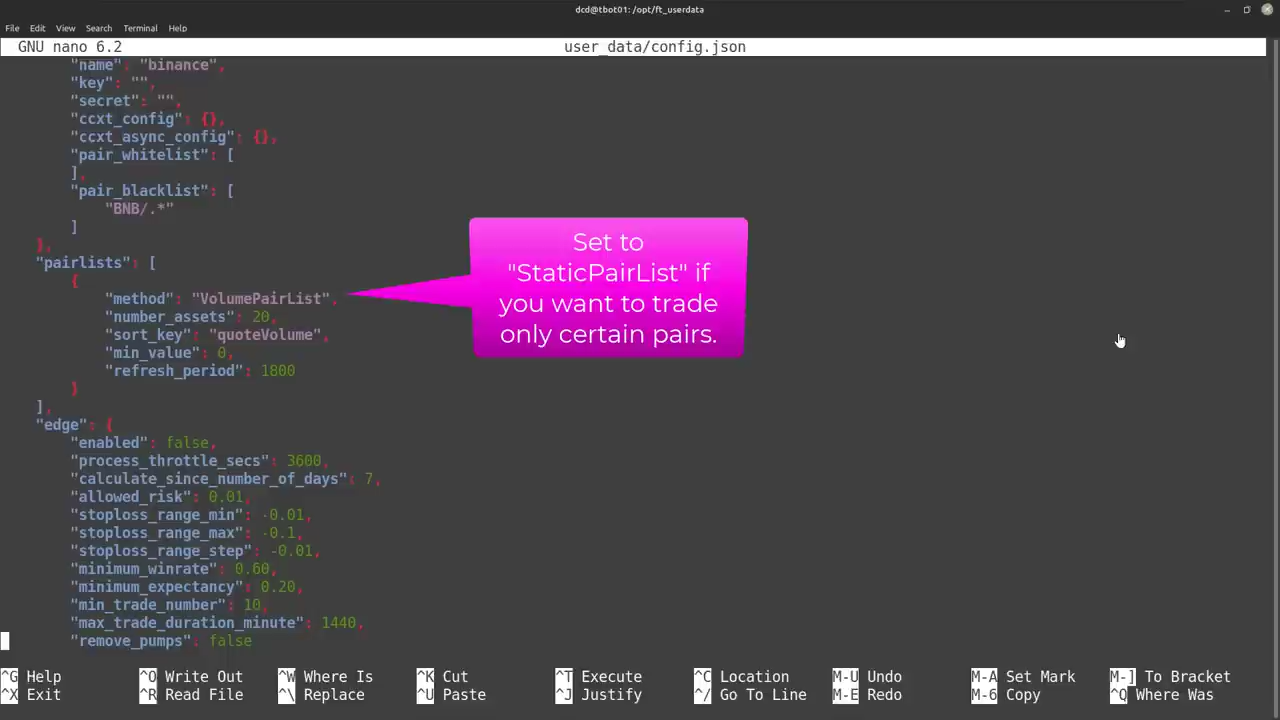 dcd@tbot01: /opt/ft_userdata
File Edit View Search Terminal Help
GNU nano 6.2 user_data/config.json
"name": "binance",
"key": "",
"secret": "",
"ccxt_config": {},
"ccxt_async_config": {},
"pair_whitelist": [
],
"pair_blacklist": [
"BNB/.*"
]
},
"pairlists": [
{
"method": "VolumePairList",
"number_assets": 20,
"sort_key": "quoteVolume",
"min_value": 0,
"refresh_period": 1800
}
],
"edge": {
"enabled": false,
"process_throttle_secs": 3600,
"calculate_since_number_of_days": 7,
"allowed_risk": 0.01,
"stoploss_range_min": -0.01,
"stoploss_range_max": -0.1,
"stoploss_range_step": -0.01,
"minimum_winrate": 0.60,
"minimum_expectancy": 0.20,
"min_trade_number": 10,
"max_trade_duration_minute": 1440,
"remove_pumps": false
Set to
"StaticPairList" if
you want to trade
only certain pairs.
^G Help ^O Write Out ^W Where Is ^K Cut ^T Execute ^C Location M-U Undo M-A Set Mark M-] To Bracket
^X Exit ^R Read File ^\ Replace ^U Paste ^J Justify ^/ Go To Line M-E Redo M-6 Copy ^Q Where Was